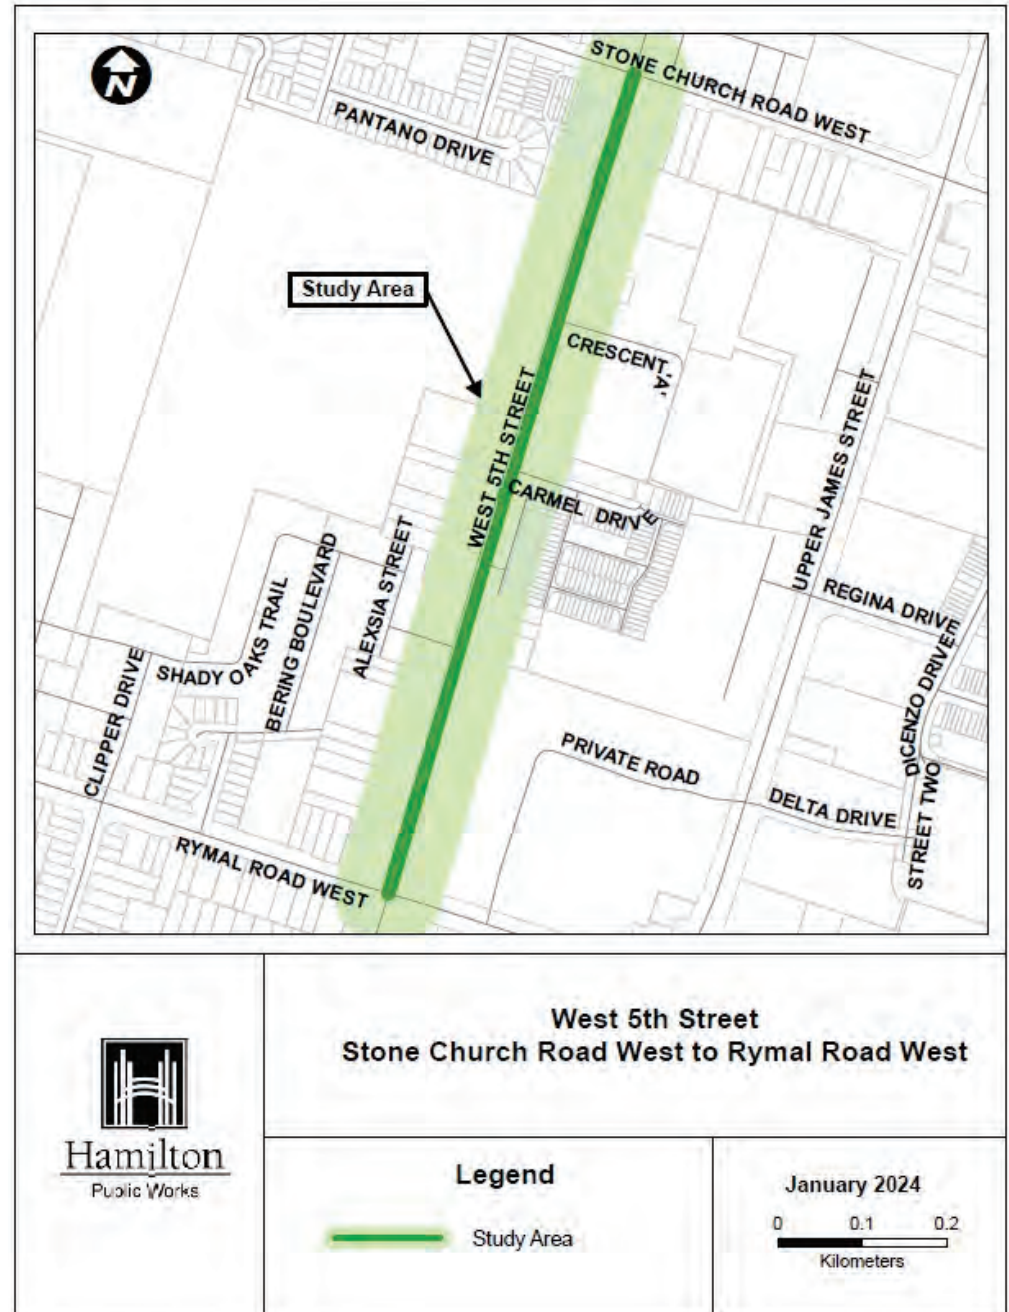 N
STONE CHURCH ROAD WEST
PANTANO DRIVE
Study Area
CRESCENT 'A'
WEST 5TH STREET
UPPER JAMES STREET
CARMEL DRIVE
ALEXSIA STREET
BERING BOULEVARD
SHADY OAKS TRAIL
REGINA DRIVE
DICENZO DRIVE
CLIPPER DRIVE
PRIVATE ROAD
DELTA DRIVE
STREET TWO
RYMAL ROAD WEST
West 5th Street
Stone Church Road West to Rymal Road West
Hamilton
Public Works
Legend
Study Area
January 2024
0 0.1 0.2
Kilometers